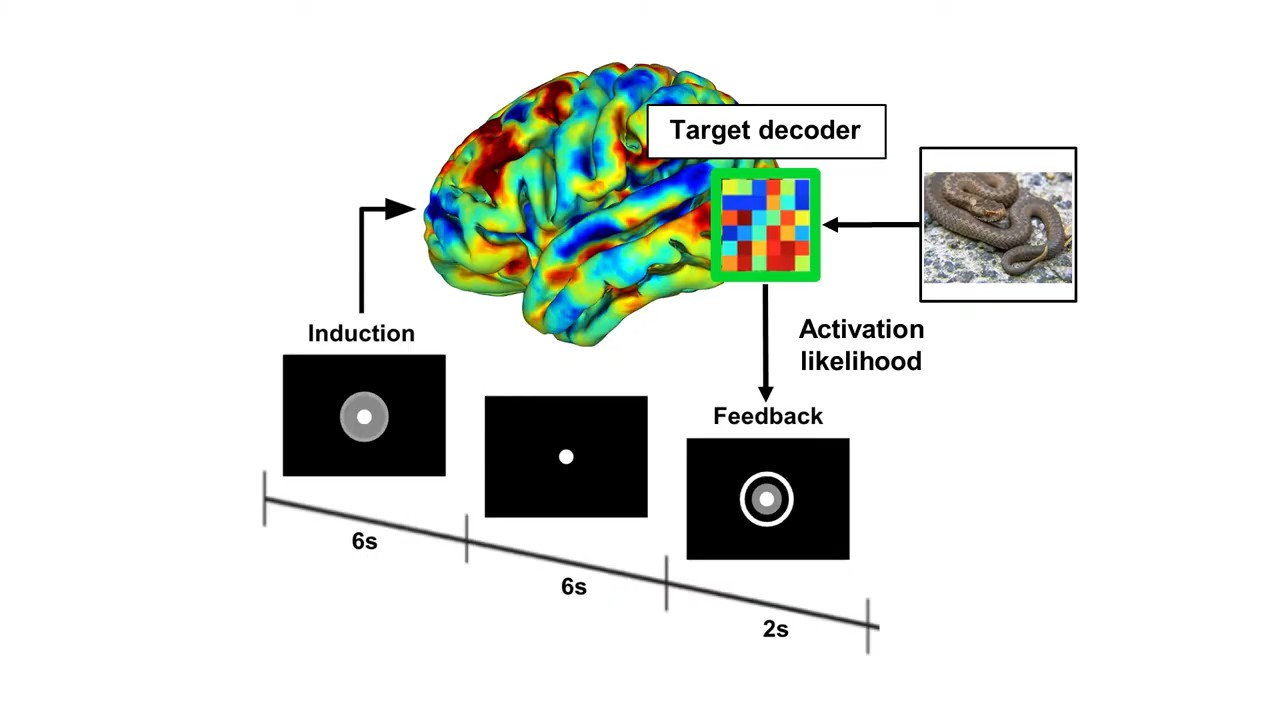 Target decoder
Induction
Activation
likelihood
Feedback
6s
6s
2s